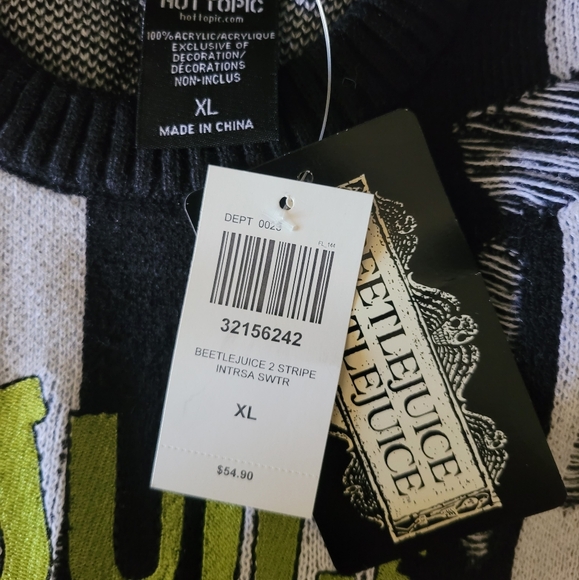 HOT TOPIC
hottopic.com
100% ACRYLIC/ACRYLIQUE
EXCLUSIVE OF
DECORATION/
DÉCORATIONS
NON-INCLUS
XL
MADE IN CHINA
DEPT 0023
FL_144
32156242
BEETLEJUICE 2 STRIPE
INTRSA SWTR
XL
$54.90
BEETLEJUICE
BEETLEJUICE